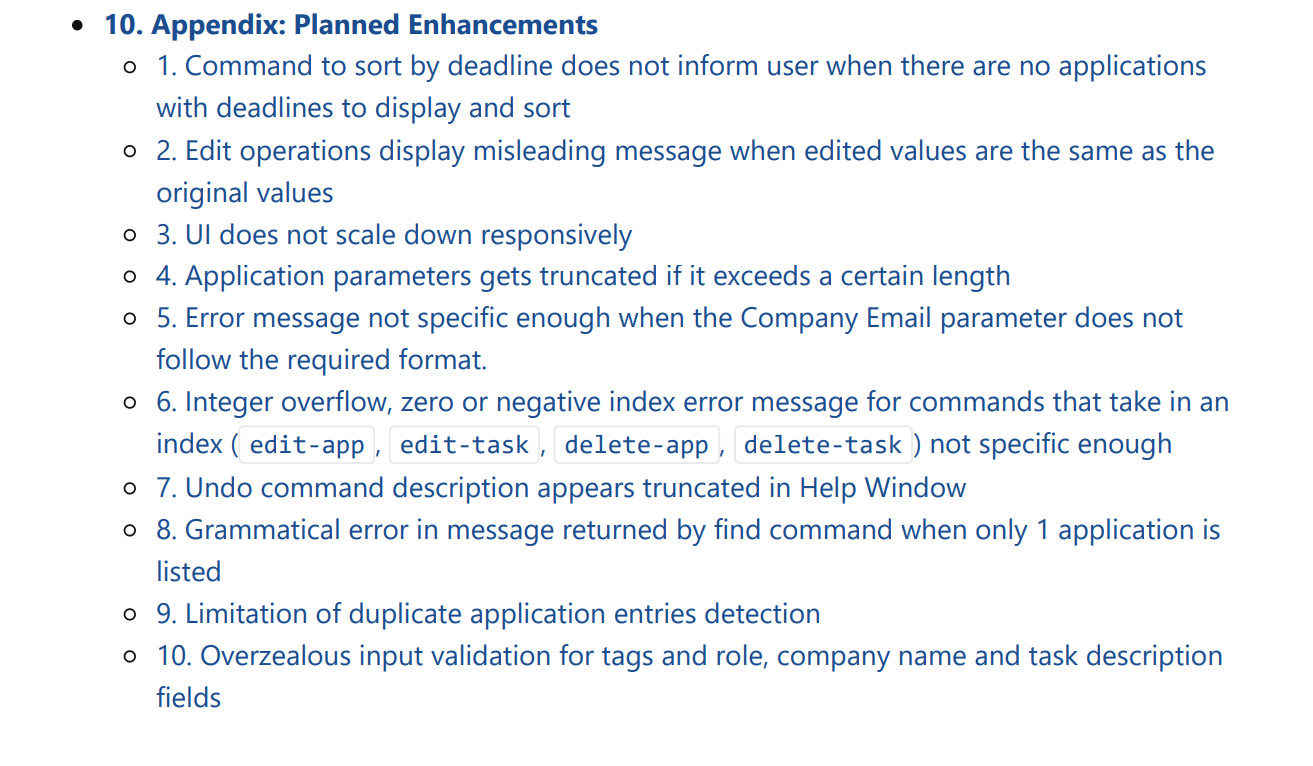 10. Appendix: Planned Enhancements
1. Command to sort by deadline does not inform user when there are no applications
with deadlines to display and sort
2. Edit operations display misleading message when edited values are the same as the
original values
3. UI does not scale down responsively
4. Application parameters gets truncated if it exceeds a certain length
5. Error message not specific enough when the Company Email parameter does not
follow the required format.
6. Integer overflow, zero or negative index error message for commands that take in an
index ( edit-app , edit-task , delete-app , delete-task ) not specific enough
7. Undo command description appears truncated in Help Window
8. Grammatical error in message returned by find command when only 1 application is
listed
9. Limitation of duplicate application entries detection
10. Overzealous input validation for tags and role, company name and task description
fields